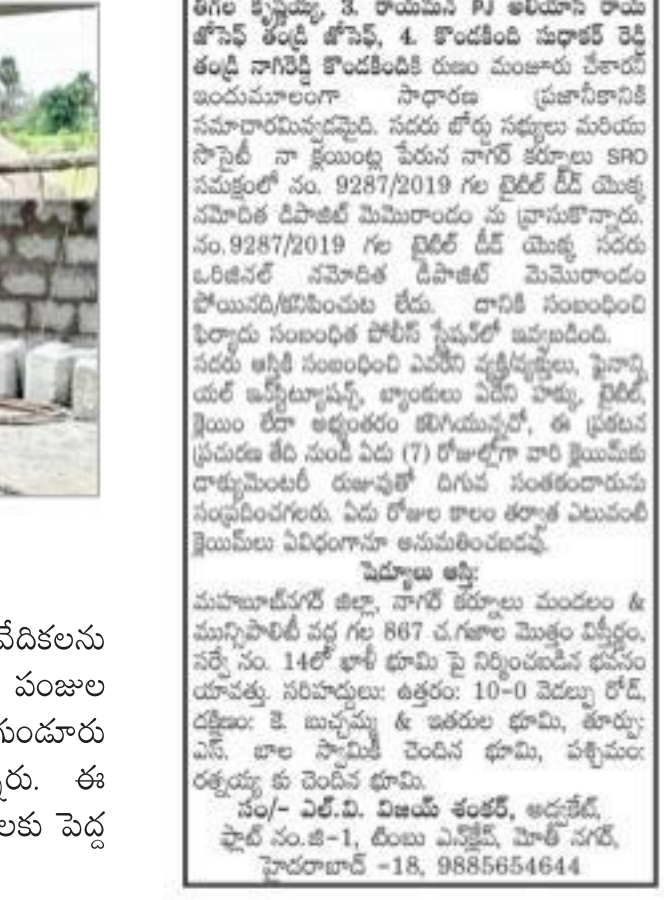 వేదికలను
పంజుల
గుండూరు
ఈ
పెద్ద
తీగల కృష్ణయ్య, 3. రాయమన PJ అలియాస్ రాయ్
జోసెఫ్ తండ్రి జోసెఫ్, 4. కొండకింది సుధాకర్ రెడ్డి
తండ్రి నాగిరెడ్డి కొండకిందికి రుణం మంజూరు చేశారని
ఇందుమూలంగా సాధారణ ప్రజానీకానికి
సమాచారమివ్వడమైది. సదరు బోర్డు సభ్యులు మరియు
సొసైటీ నా క్లయింట్ల పేరున నాగర్ కర్నూలు SRO
సమక్షంలో నం. 9287/2019 గల టైటిల్ డీడ్ యొక్క
నమోదిత డిపాజిట్ మెమొరాండం ను వ్రాసుకొన్నారు.
నం.9287/2019 గల టైటిల్ డీడ్ యొక్క సదరు
ఒరిజినల్ నమోదిత డిపాజిట్ మెమొరాండం
పోయినది/కనిపించుట లేదు. దానికి సంబంధించి
ఫిర్యాదు సంబంధిత పోలీస్ స్టేషన్‌లో ఇవ్వబడింది.
సదరు ఆస్తికి సంబంధించి ఎవరేని వ్యక్తి/వ్యక్తులు, ఫైనాన్షి
యల్ ఇన్‌స్టిట్యూషన్స్, బ్యాంకులు ఏదేని హక్కు, టైటిల్,
క్లెయిం లేదా అభ్యంతరం కలిగియున్నచో, ఈ ప్రకటన
ప్రచురణ తేది నుండి ఏడు (7) రోజుల్లోగా వారి క్లెయిమ్‌కు
డాక్యుమెంటరీ రుజువుతో దిగువ సంతకందారును
సంప్రదించగలరు. ఏడు రోజుల కాలం తర్వాత ఎటువంటి
క్లెయిమ్‌లు ఏవిధంగానూ అనుమతించబడవు.
షెడ్యూలు ఆస్తి:
మహబూబ్‌నగర్ జిల్లా, నాగర్ కర్నూలు మండలం &
మున్సిపాలిటీ వద్ద గల 867 చ.గజాల మొత్తం విస్తీర్ణం,
సర్వే నం. 14లో ఖాళీ భూమి పై నిర్మించబడిన భవనం
యావత్తు. సరిహద్దులు: ఉత్తరం: 10-0 వెడల్పు రోడ్,
దక్షిణం: కె. బుచ్చమ్మ & ఇతరుల భూమి, తూర్పు:
ఎస్. బాల స్వామికి చెందిన భూమి, పశ్చిమం:
రత్నయ్య కు చెందిన భూమి.
సం/- ఎల్.వి. విజయ్ శంకర్, అడ్వకేట్,
ఫ్లాట్ నం.జి-1, టింబు ఎన్‌క్లేవ్, మోతీ నగర్,
హైదరాబాద్ -18, 9885654644